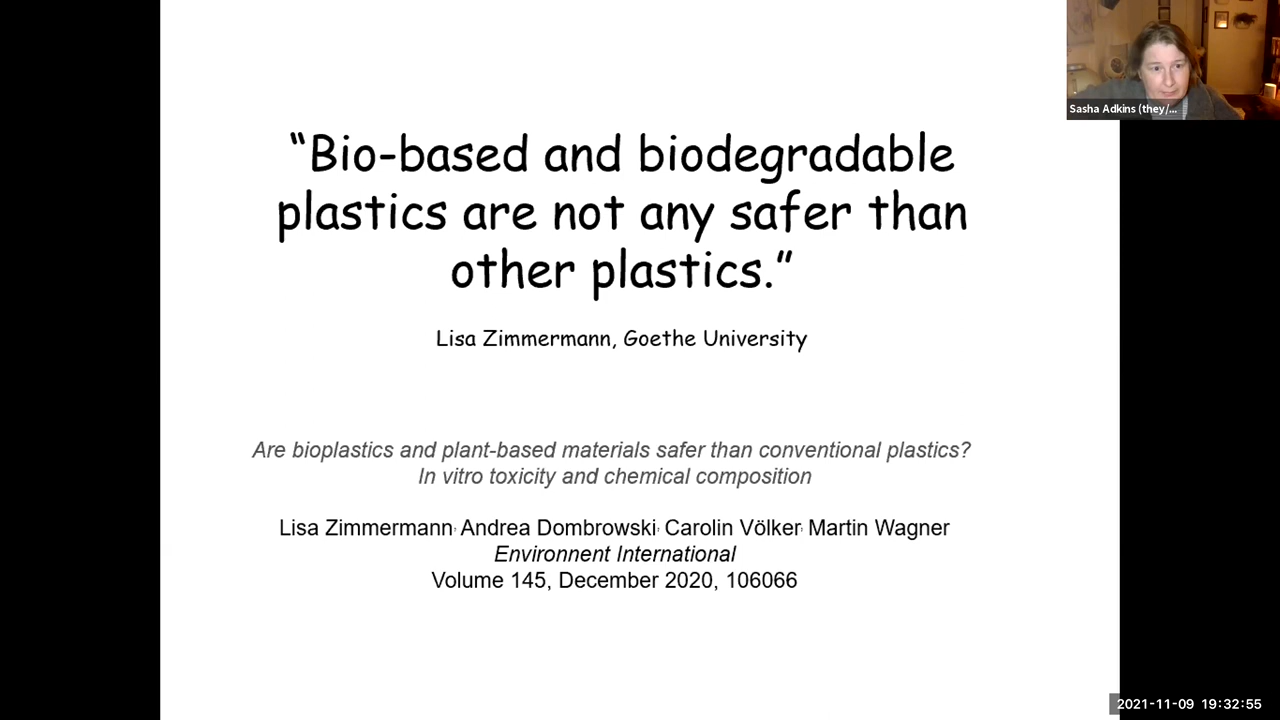 Sasha Adkins (they/...
“Bio-based and biodegradable
plastics are not any safer than
other plastics.”
Lisa Zimmermann, Goethe University
Are bioplastics and plant-based materials safer than conventional plastics?
In vitro toxicity and chemical composition
Lisa Zimmermann, Andrea Dombrowski, Carolin Völker, Martin Wagner
Environnent International
Volume 145, December 2020, 106066
2021-11-09 19:32:55